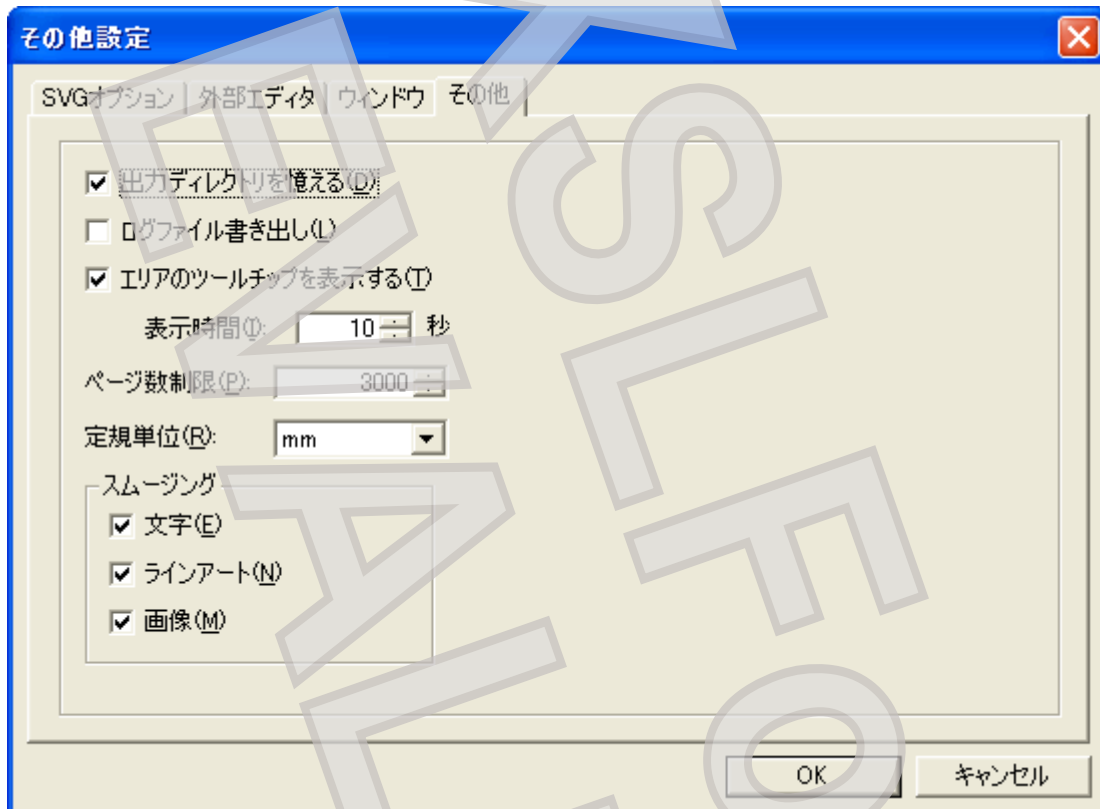 その他設定
SVGオプション 外部エディタ ウィンドウ その他
出力ディレクトリを憶える(D)
ログファイル書き出し(L)
エリアのツールチップを表示する(T)
表示時間(I): 10 秒
ページ数制限(P): 3000
定規単位(R): mm
スムージング
文字(E)
ラインアート(N)
画像(M)
OK キャンセル